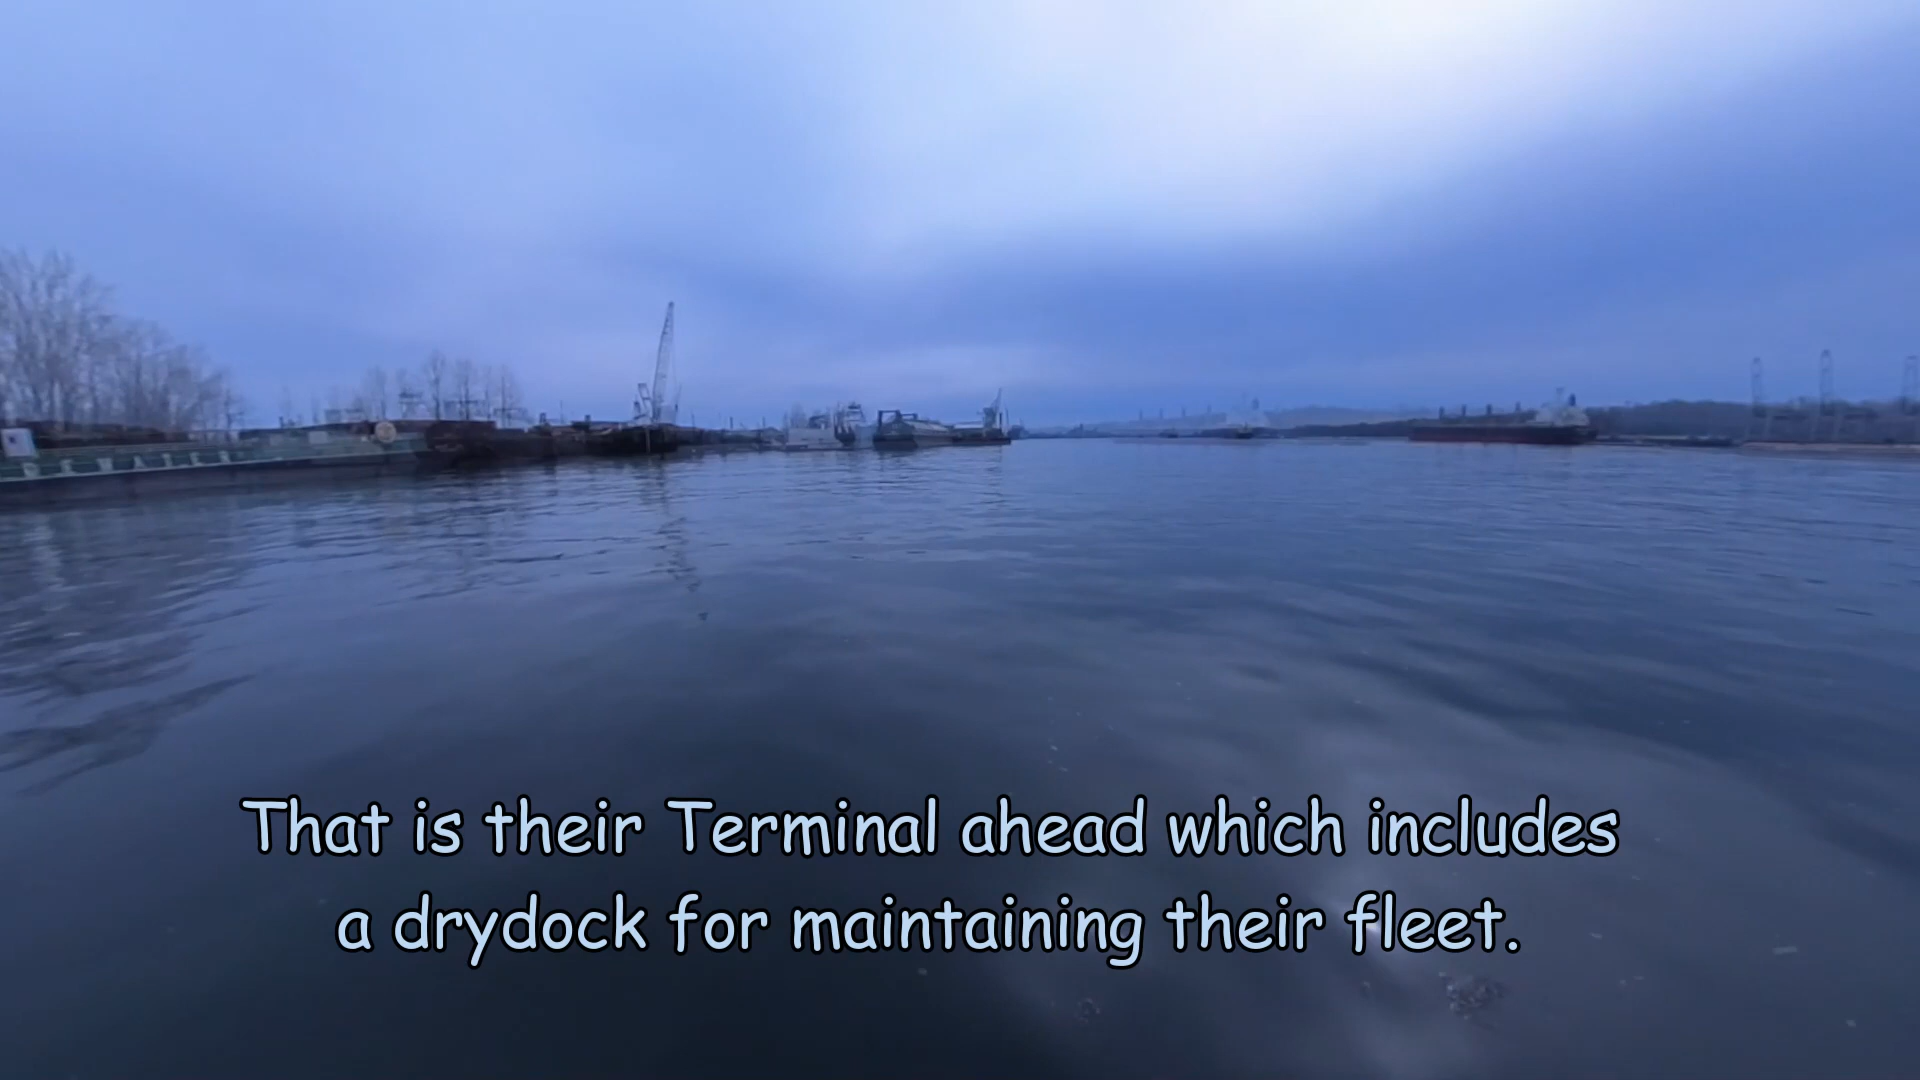 That is their Terminal ahead which includes
a drydock for maintaining their fleet.